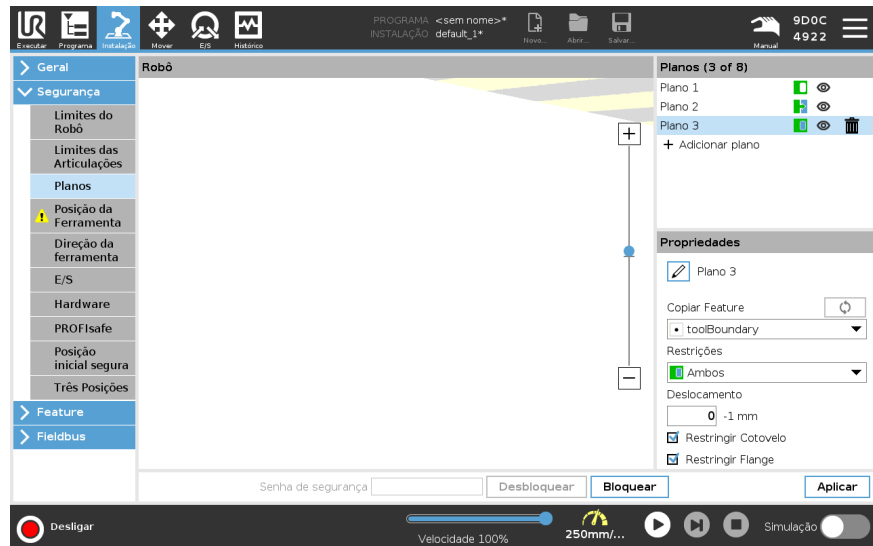 PROGRAMA <sem nome>*
INSTALAÇÃO default_1*
Executar Programa Instalação Mover E/S Histórico Novo... Abrir... Salvar... Manual 9D0C
4922
Geral
Segurança
Limites do
Robô
Limites das
Articulações
Planos
Posição da
Ferramenta
Direção da
ferramenta
E/S
Hardware
PROFIsafe
Posição
inicial segura
Três Posições
Feature
Fieldbus
Robô
+
−
Planos (3 of 8)
Plano 1
Plano 2
Plano 3
+ Adicionar plano
Propriedades
Plano 3
Copiar Feature
toolBoundary
Restrições
Ambos
Deslocamento
0 -1 mm
Restringir Cotovelo
Restringir Flange
Senha de segurança Desbloquear Bloquear Aplicar
Desligar Velocidade 100% 250mm/... Simulação